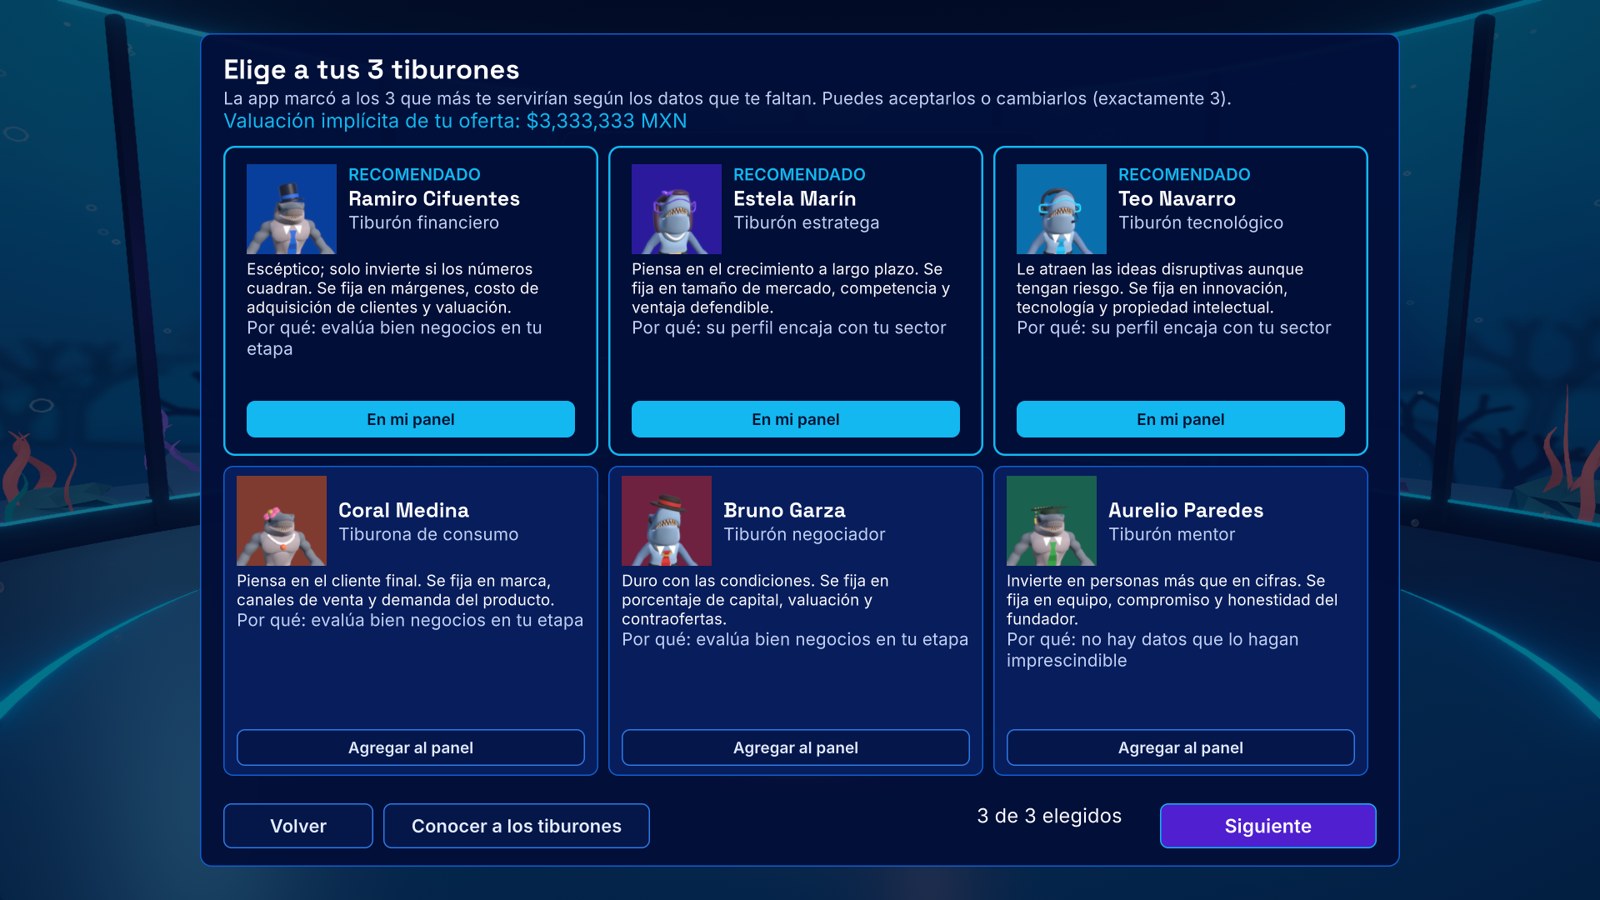 Elige a tus 3 tiburones
La app marcó a los 3 que más te servirían según los datos que te faltan. Puedes aceptarlos o cambiarlos (exactamente 3).
Valuación implícita de tu oferta: $3,333,333 MXN
RECOMENDADO
Ramiro Cifuentes
Tiburón financiero
Escéptico; solo invierte si los números
cuadran. Se fija en márgenes, costo de
adquisición de clientes y valuación.
Por qué: evalúa bien negocios en tu
etapa
En mi panel
RECOMENDADO
Estela Marín
Tiburón estratega
Piensa en el crecimiento a largo plazo. Se
fija en tamaño de mercado, competencia y
ventaja defendible.
Por qué: su perfil encaja con tu sector
En mi panel
RECOMENDADO
Teo Navarro
Tiburón tecnológico
Le atraen las ideas disruptivas aunque
tengan riesgo. Se fija en innovación,
tecnología y propiedad intelectual.
Por qué: su perfil encaja con tu sector
En mi panel
Coral Medina
Tiburona de consumo
Piensa en el cliente final. Se fija en marca,
canales de venta y demanda del producto.
Por qué: evalúa bien negocios en tu etapa
Agregar al panel
Bruno Garza
Tiburón negociador
Duro con las condiciones. Se fija en
porcentaje de capital, valuación y
contraofertas.
Por qué: evalúa bien negocios en tu etapa
Agregar al panel
Aurelio Paredes
Tiburón mentor
Invierte en personas más que en cifras. Se
fija en equipo, compromiso y honestidad del
fundador.
Por qué: no hay datos que lo hagan
imprescindible
Agregar al panel
Volver
Conocer a los tiburones
3 de 3 elegidos
Siguiente